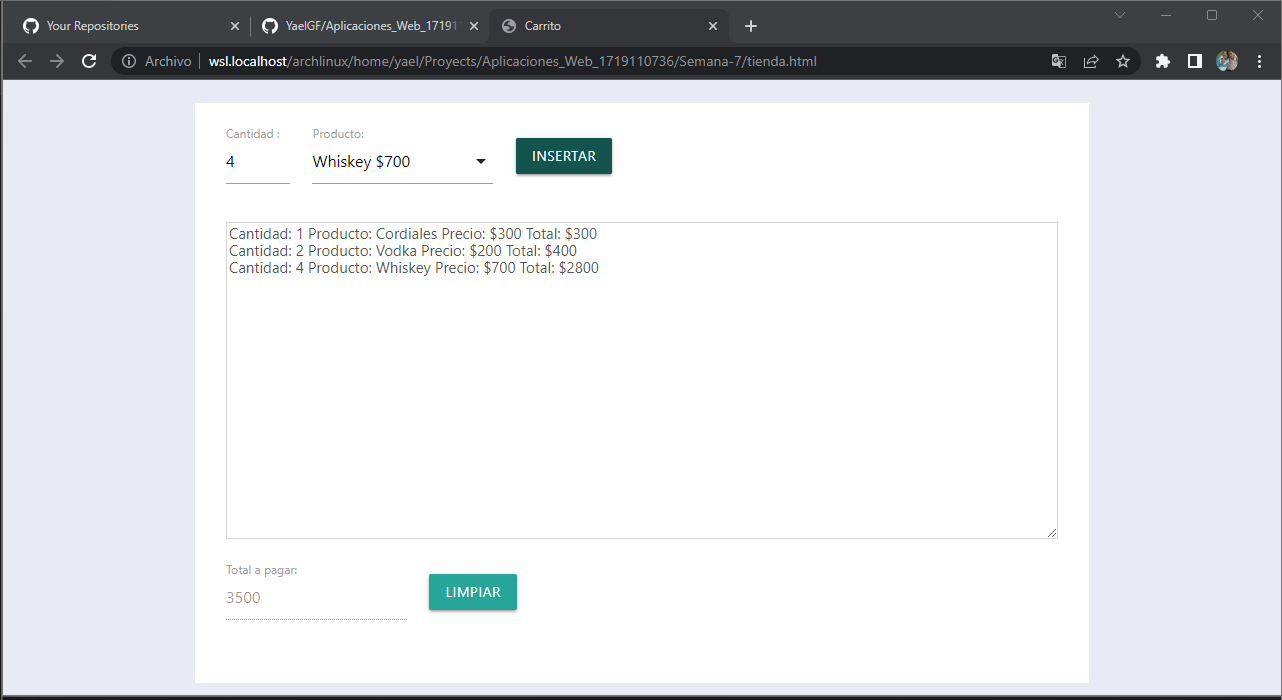 Your Repositories
YaelGF/Aplicaciones_Web_17191
Carrito
Archivo
wsl.localhost/archlinux/home/yael/Proyects/Aplicaciones_Web_1719110736/Semana-7/tienda.html
Cantidad :
Producto:
4
Whiskey $700
INSERTAR
Cantidad: 1 Producto: Cordiales Precio: $300 Total: $300
Cantidad: 2 Producto: Vodka Precio: $200 Total: $400
Cantidad: 4 Producto: Whiskey Precio: $700 Total: $2800
Total a pagar:
3500
LIMPIAR